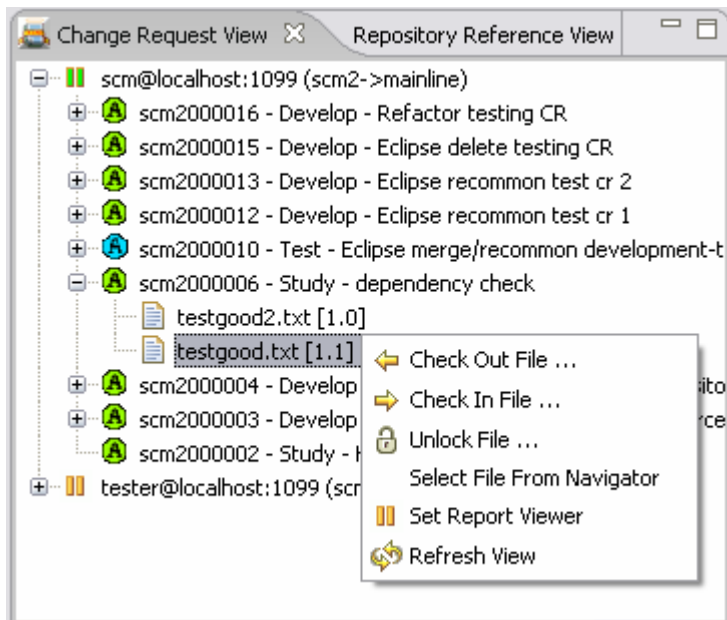 Change Request View Repository Reference View
scm@localhost:1099 (scm2->mainline)
A scm2000016 - Develop - Refactor testing CR
A scm2000015 - Develop - Eclipse delete testing CR
A scm2000013 - Develop - Eclipse recommon test cr 2
A scm2000012 - Develop - Eclipse recommon test cr 1
A scm2000010 - Test - Eclipse merge/recommon development-t
A scm2000006 - Study - dependency check
testgood2.txt [1.0]
testgood.txt [1.1]
Check Out File ...
A scm2000004 - Develop
Check In File ...
A scm2000003 - Develop
Unlock File ...
A scm2000002 - Study -
Select File From Navigator
tester@localhost:1099
Set Report Viewer
Refresh View